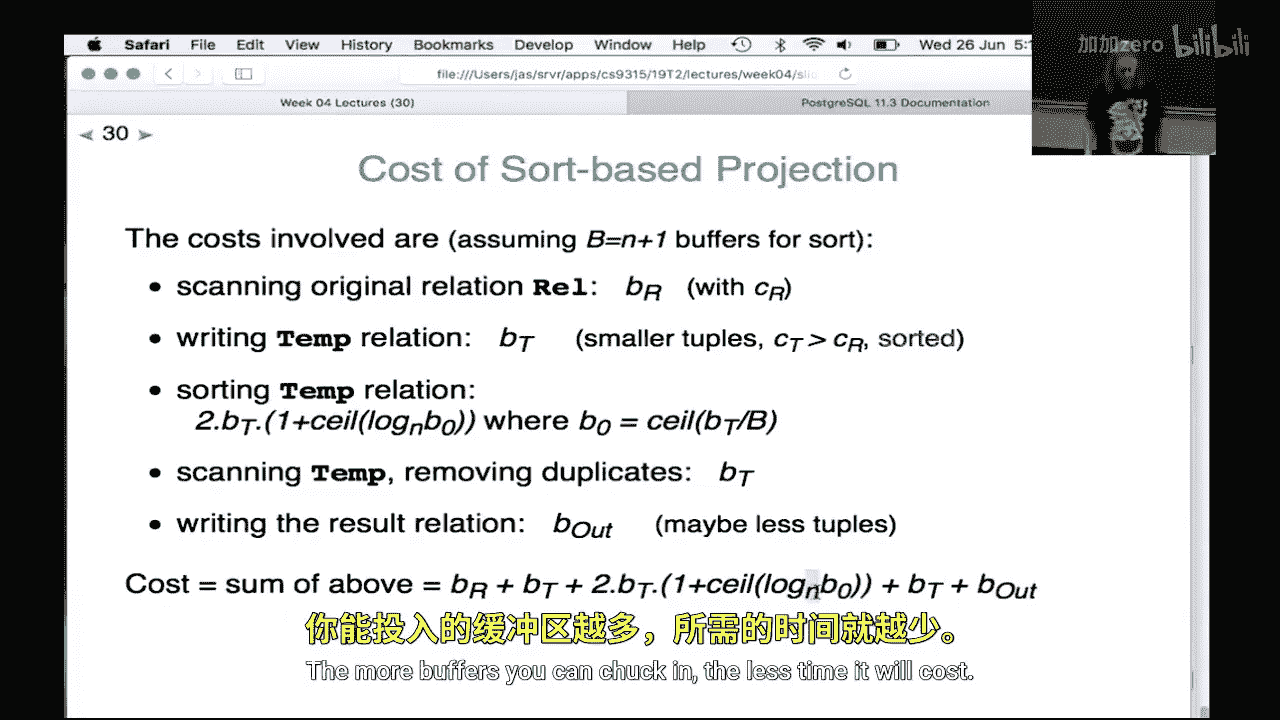 Safari File Edit View History Bookmarks Develop Window Help Wed 26 Jun 5:1
加加zero bilibili
file:///Users/jas/srvr/apps/cs9315/19T2/lectures/week04/sli
Week 04 Lectures (30) PostgreSQL 11.3 Documentation
30
Cost of Sort-based Projection
The costs involved are (assuming B=n+1 buffers for sort):
• scanning original relation Rel: bR (with cR)
• writing Temp relation: bT (smaller tuples, cT > cR, sorted)
• sorting Temp relation:
2.bT.(1+ceil(lognb0)) where b0 = ceil(bT/B)
• scanning Temp, removing duplicates: bT
• writing the result relation: bOut (maybe less tuples)
Cost = sum of above = bR + bT + 2.bT.(1+ceil(lognb0)) + bT + bOut
你能投入的缓冲区越多，所需的时间就越少。
The more buffers you can chuck in, the less time it will cost.